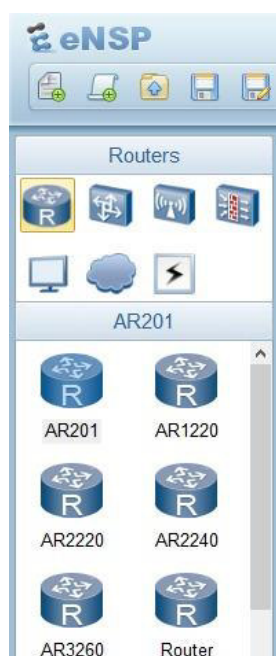 eNSP
Routers
R
AR201
R R
AR201 AR1220
R R
AR2220 AR2240
R R
AR3260 Router